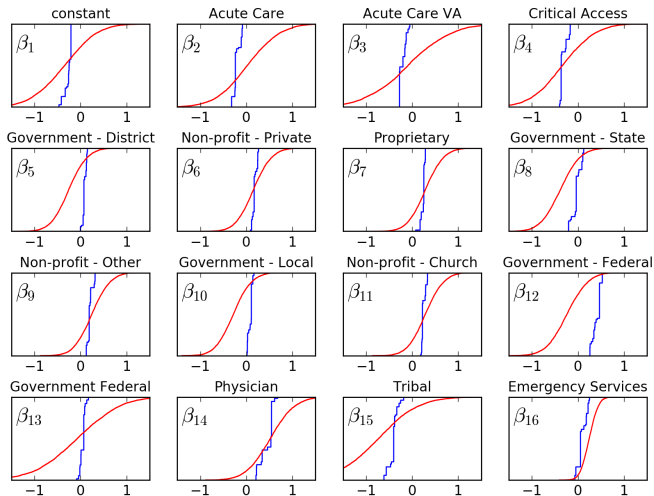 constant Acute Care Acute Care VA Critical Access
β1 β2 β3 β4
−1 0 1 −1 0 1 −1 0 1 −1 0 1
Government - District Non-profit - Private Proprietary Government - State
β5 β6 β7 β8
−1 0 1 −1 0 1 −1 0 1 −1 0 1
Non-profit - Other Government - Local Non-profit - Church Government - Federal
β9 β10 β11 β12
−1 0 1 −1 0 1 −1 0 1 −1 0 1
Government Federal Physician Tribal Emergency Services
β13 β14 β15 β16
−1 0 1 −1 0 1 −1 0 1 −1 0 1